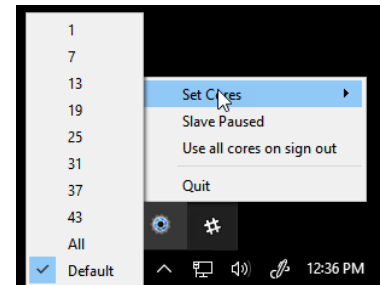 1
7
13
19
25
31
37
43
All
Default
Set Cores
Slave Paused
Use all cores on sign out
Quit
12:36 PM